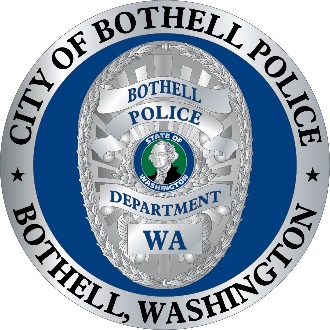 CITY OF BOTHELL POLICE
BOTHELL
POLICE
STATE OF
WASHINGTON
DEPARTMENT
WA
BOTHELL, WASHINGTON